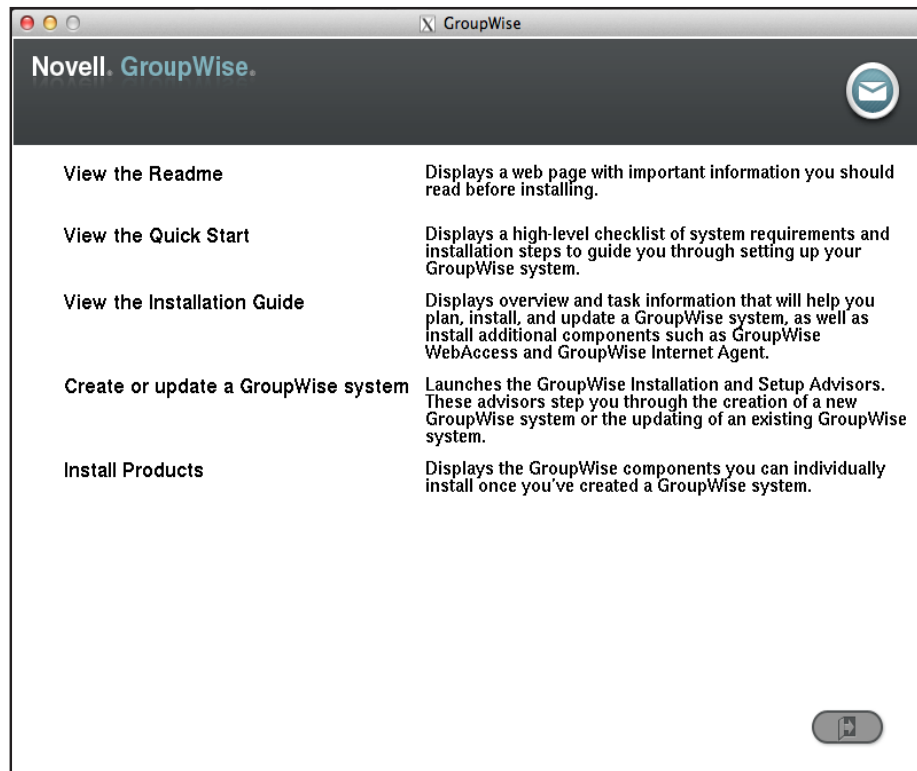 GroupWise
Novell. GroupWise.
View the Readme
Displays a web page with important information you should
read before installing.
View the Quick Start
Displays a high-level checklist of system requirements and
installation steps to guide you through setting up your
GroupWise system.
View the Installation Guide
Displays overview and task information that will help you
plan, install, and update a GroupWise system, as well as
install additional components such as GroupWise
WebAccess and GroupWise Internet Agent.
Create or update a GroupWise system
Launches the GroupWise Installation and Setup Advisors.
These advisors step you through the creation of a new
GroupWise system or the updating of an existing GroupWise
system.
Install Products
Displays the GroupWise components you can individually
install once you've created a GroupWise system.